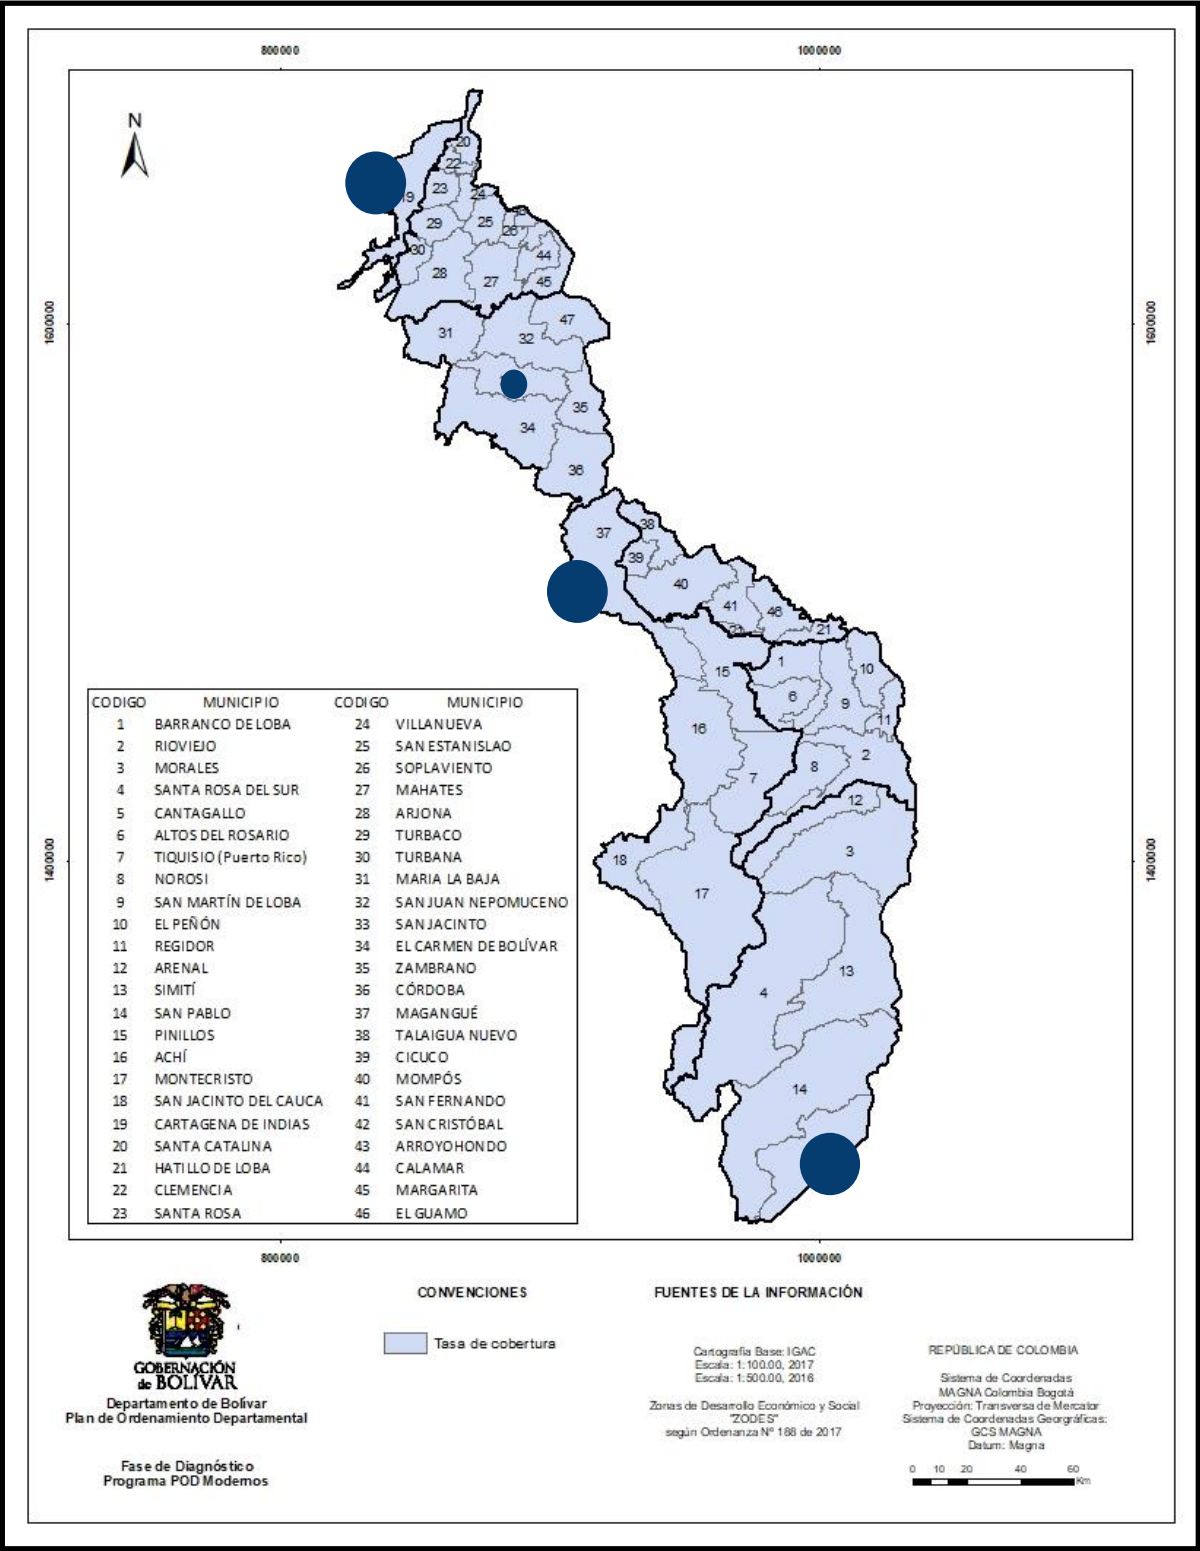 800000 1000000
N
20
22
19 23 24
29 25 26
30 44
28 27 45
47
31 32
35
34
36
38
37
39
40
41 46
21 21
1 10
15
6 9
11
16
2
8
7
12
3
18
17
13
4
14
1600000 1600000
1400000 1400000
CODIGO MUNICIPIO CODIGO MUNICIPIO
1 BARRANCO DE LOBA 24 VILLANUEVA
2 RIOVIEJO 25 SAN ESTANISLAO
3 MORALES 26 SOPLAVIENTO
4 SANTA ROSA DEL SUR 27 MAHATES
5 CANTAGALLO 28 ARJONA
6 ALTOS DEL ROSARIO 29 TURBACO
7 TIQUISIO (Puerto Rico) 30 TURBANA
8 NOROSI 31 MARIA LA BAJA
9 SAN MARTÍN DE LOBA 32 SAN JUAN NEPOMUCENO
10 EL PEÑÓN 33 SAN JACINTO
11 REGIDOR 34 EL CARMEN DE BOLÍVAR
12 ARENAL 35 ZAMBRANO
13 SIMITÍ 36 CÓRDOBA
14 SAN PABLO 37 MAGANGUÉ
15 PINILLOS 38 TALAIGUA NUEVO
16 ACHÍ 39 CICUCO
17 MONTECRISTO 40 MOMPÓS
18 SAN JACINTO DEL CAUCA 41 SAN FERNANDO
19 CARTAGENA DE INDIAS 42 SAN CRISTÓBAL
20 SANTA CATALINA 43 ARROYOHONDO
21 HATILLO DE LOBA 44 CALAMAR
22 CLEMENCIA 45 MARGARITA
23 SANTA ROSA 46 EL GUAMO
800000 1000000
GOBERNACIÓN
de BOLÍVAR
Departamento de Bolívar
Plan de Ordenamiento Departamental
Fase de Diagnóstico
Programa POD Modernos
CONVENCIONES
Tasa de cobertura
FUENTES DE LA INFORMACIÓN
Cartografía Base: IGAC
Escala: 1:100.00, 2017
Escala: 1:500.00, 2016
Zonas de Desarrollo Económico y Social
"ZODES"
según Ordenanza N° 188 de 2017
REPÚBLICA DE COLOMBIA
Sistema de Coordenadas
MAGNA Colombia Bogotá
Proyección: Transversa de Mercator
Sistema de Coordenadas Georgráficas:
GCS MAGNA
Datum: Magna
0 10 20 40 60
Km